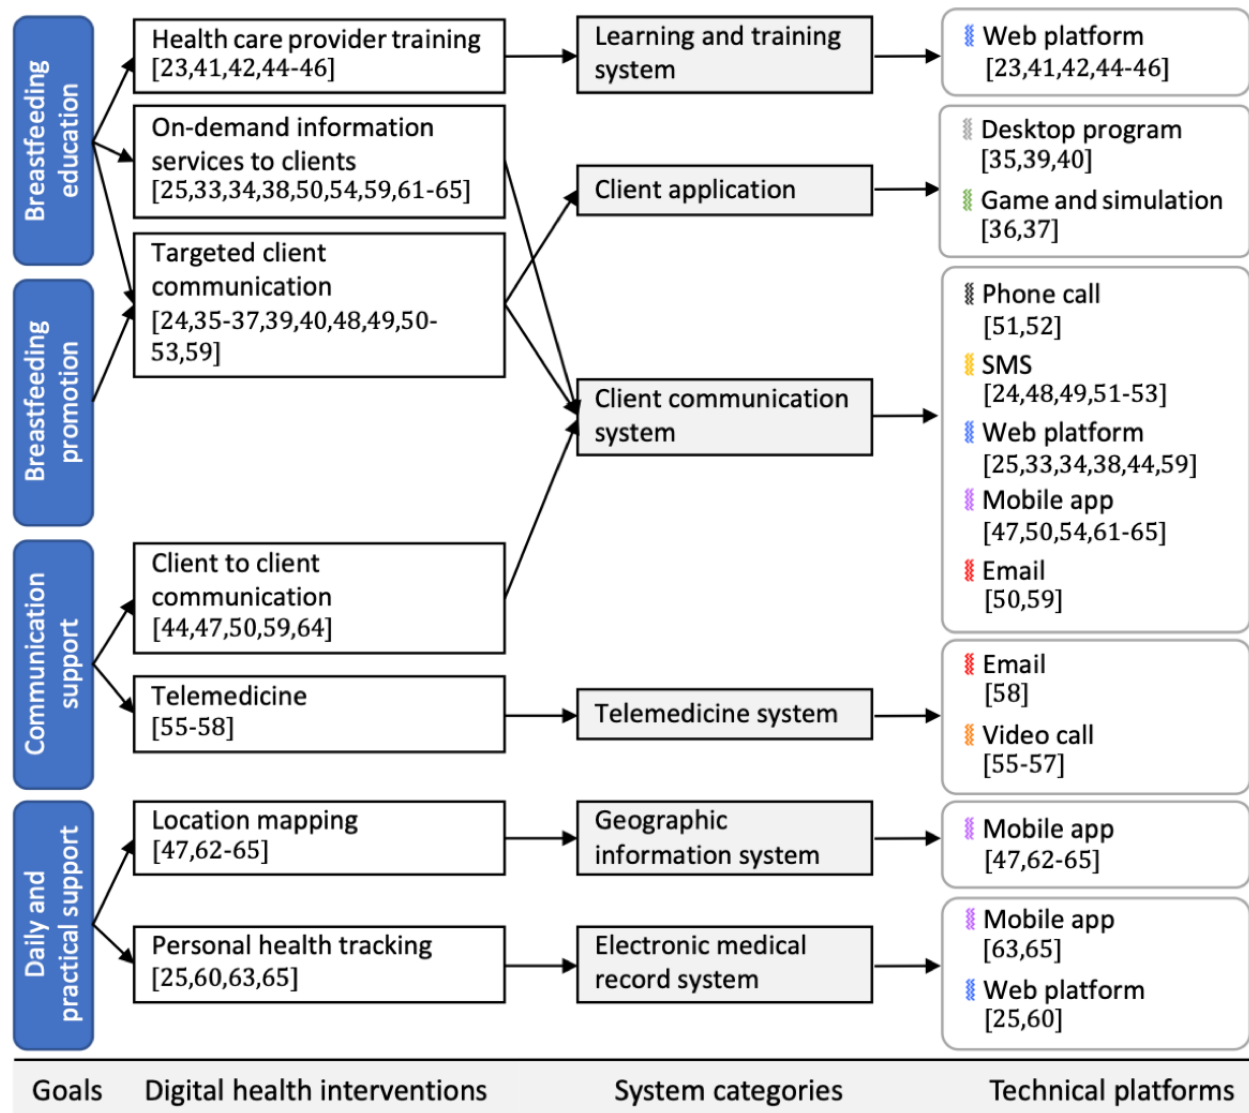 Breastfeeding
education
Health care provider training
[23,41,42,44-46]
Learning and training
system
Web platform
[23,41,42,44-46]
On-demand information
services to clients
[25,33,34,38,50,54,59,61-65]
Client application
Desktop program
[35,39,40]
Game and simulation
[36,37]
Targeted client
communication
[24,35-37,39,40,48,49,50-
53,59]
Breastfeeding
promotion
Client communication
system
Phone call
[51,52]
SMS
[24,48,49,51-53]
Web platform
[25,33,34,38,44,59]
Mobile app
[47,50,54,61-65]
Email
[50,59]
Communication
support
Client to client
communication
[44,47,50,59,64]
Telemedicine
[55-58]
Telemedicine system
Email
[58]
Video call
[55-57]
Daily and
practical support
Location mapping
[47,62-65]
Geographic
information system
Mobile app
[47,62-65]
Personal health tracking
[25,60,63,65]
Electronic medical
record system
Mobile app
[63,65]
Web platform
[25,60]
Goals
Digital health interventions
System categories
Technical platforms